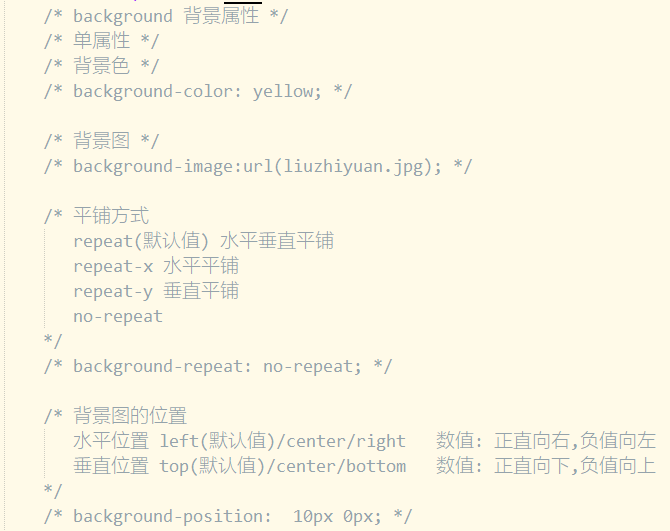 /* background 背景属性 */
/* 单属性 */
/* 背景色 */
/* background-color: yellow; */
/* 背景图 */
/* background-image:url(liuzhiyuan.jpg); */
/* 平铺方式
repeat(默认值) 水平垂直平铺
repeat-x 水平平铺
repeat-y 垂直平铺
no-repeat
*/
/* background-repeat: no-repeat; */
/* 背景图的位置
水平位置 left(默认值)/center/right   数值: 正直向右,负值向左
垂直位置 top(默认值)/center/bottom   数值: 正直向下,负值向上
*/
/* background-position:  10px 0px; */